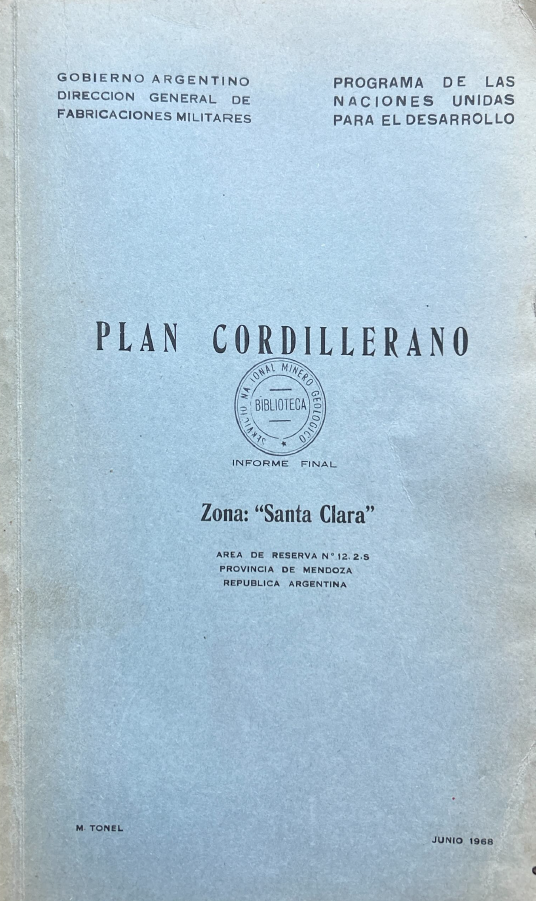 GOBIERNO ARGENTINO
DIRECCION GENERAL DE
FABRICACIONES MILITARES
PROGRAMA DE LAS
NACIONES UNIDAS
PARA EL DESARROLLO
PLAN CORDILLERANO
SERVICIO NA IONAL MINERO GEOLOGICO
BIBLIOTECA
INFORME FINAL
Zona: “Santa Clara”
AREA DE RESERVA N° 12.2.S
PROVINCIA DE MENDOZA
REPUBLICA ARGENTINA
M. TONEL
JUNIO 1968